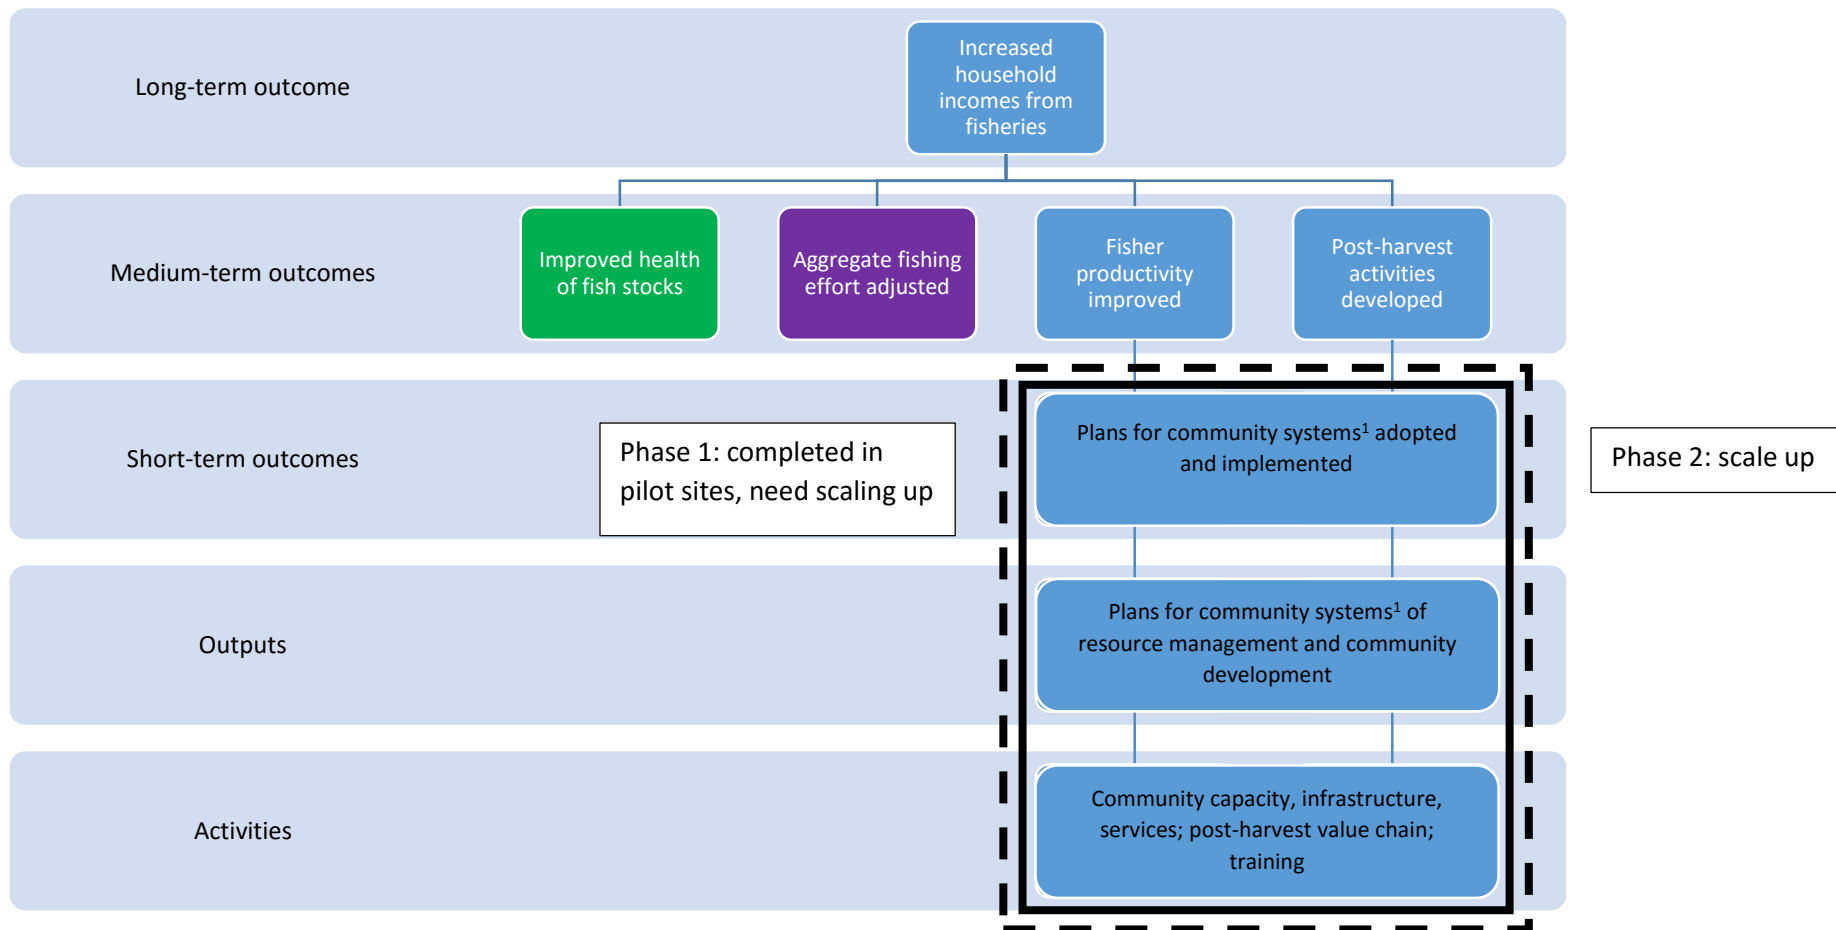 Long-term outcome
Increased
household
incomes from
fisheries
Medium-term outcomes
Improved health
of fish stocks
Aggregate fishing
effort adjusted
Fisher
productivity
improved
Post-harvest
activities
developed
Short-term outcomes
Phase 1: completed in
pilot sites, need scaling up
Plans for community systems¹ adopted
and implemented
Phase 2: scale up
Outputs
Plans for community systems¹ of
resource management and community
development
Activities
Community capacity, infrastructure,
services; post-harvest value chain;
training